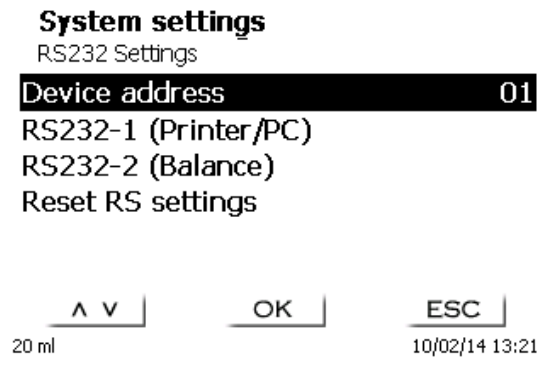 System settings
RS232 Settings
Device address 01
RS232-1 (Printer/PC)
RS232-2 (Balance)
Reset RS settings
∧ ∨ OK ESC
20 ml 10/02/14 13:21